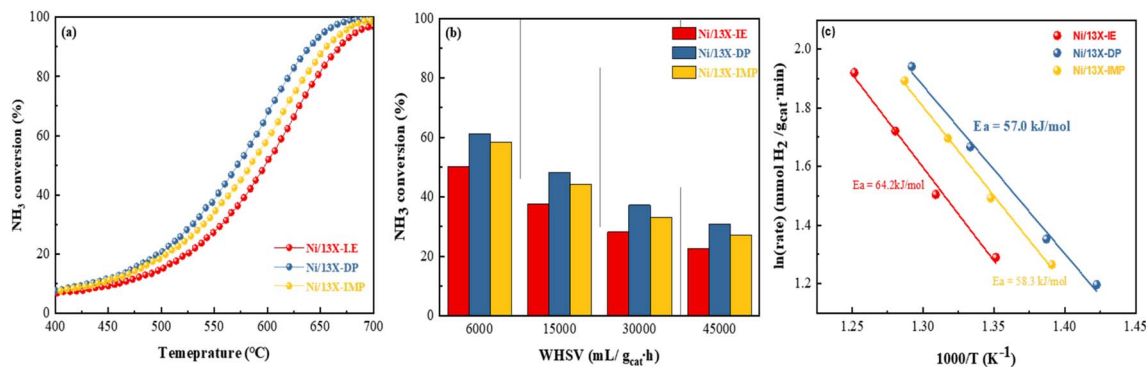 (a)
NH3 conversion (%)
100
80
60
40
20
0
Ni/13X-I.E
Ni/13X-DP
Ni/13X-IMP
400 450 500 550 600 650 700
Temeprature (°C)
(b)
NH3 conversion (%)
100
80
60
40
20
0
Ni/13X-IE
Ni/13X-DP
Ni/13X-IMP
6000 15000 30000 45000
WHSV (mL/ gcat·h)
(c)
ln(rate) (mmol H2 /gcat·min)
2.0
1.8
1.6
1.4
1.2
Ni/13X-IE
Ni/13X-DP
Ni/13X-IMP
Ea = 57.0 kJ/mol
Ea = 64.2kJ/mol
Ea = 58.3 kJ/mol
1.25 1.30 1.35 1.40 1.45
1000/T (K-1)